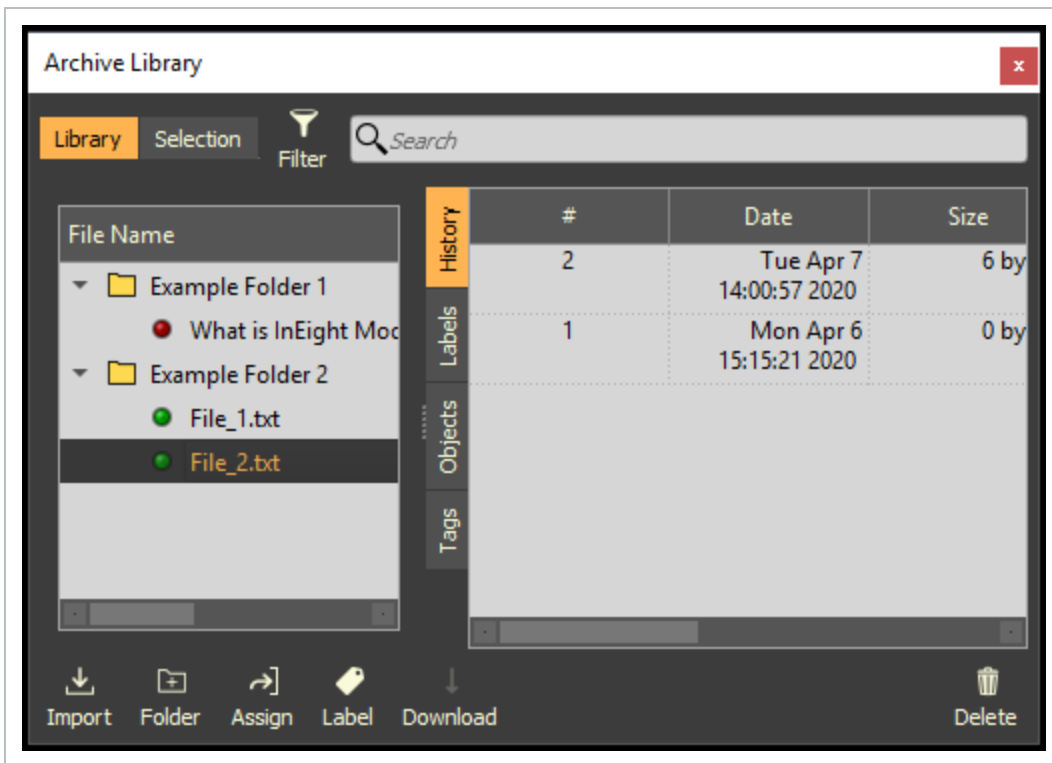 Archive Library
x
Library Selection Filter Search
File Name
Example Folder 1
What is InEight Moc
Example Folder 2
File_1.txt
File_2.txt
History
Labels
Objects
Tags
# Date Size
2 Tue Apr 7 6 by
14:00:57 2020
1 Mon Apr 6 0 by
15:15:21 2020
Import Folder Assign Label Download Delete